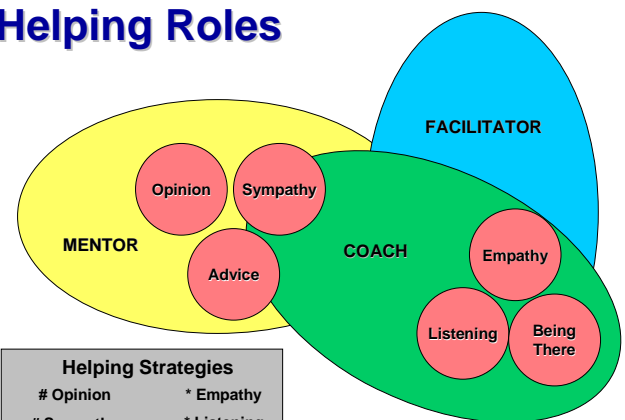 Helping Roles
FACILITATOR
Opinion
Sympathy
MENTOR
COACH
Empathy
Advice
Listening
Being
There
Helping Strategies
# Opinion * Empathy